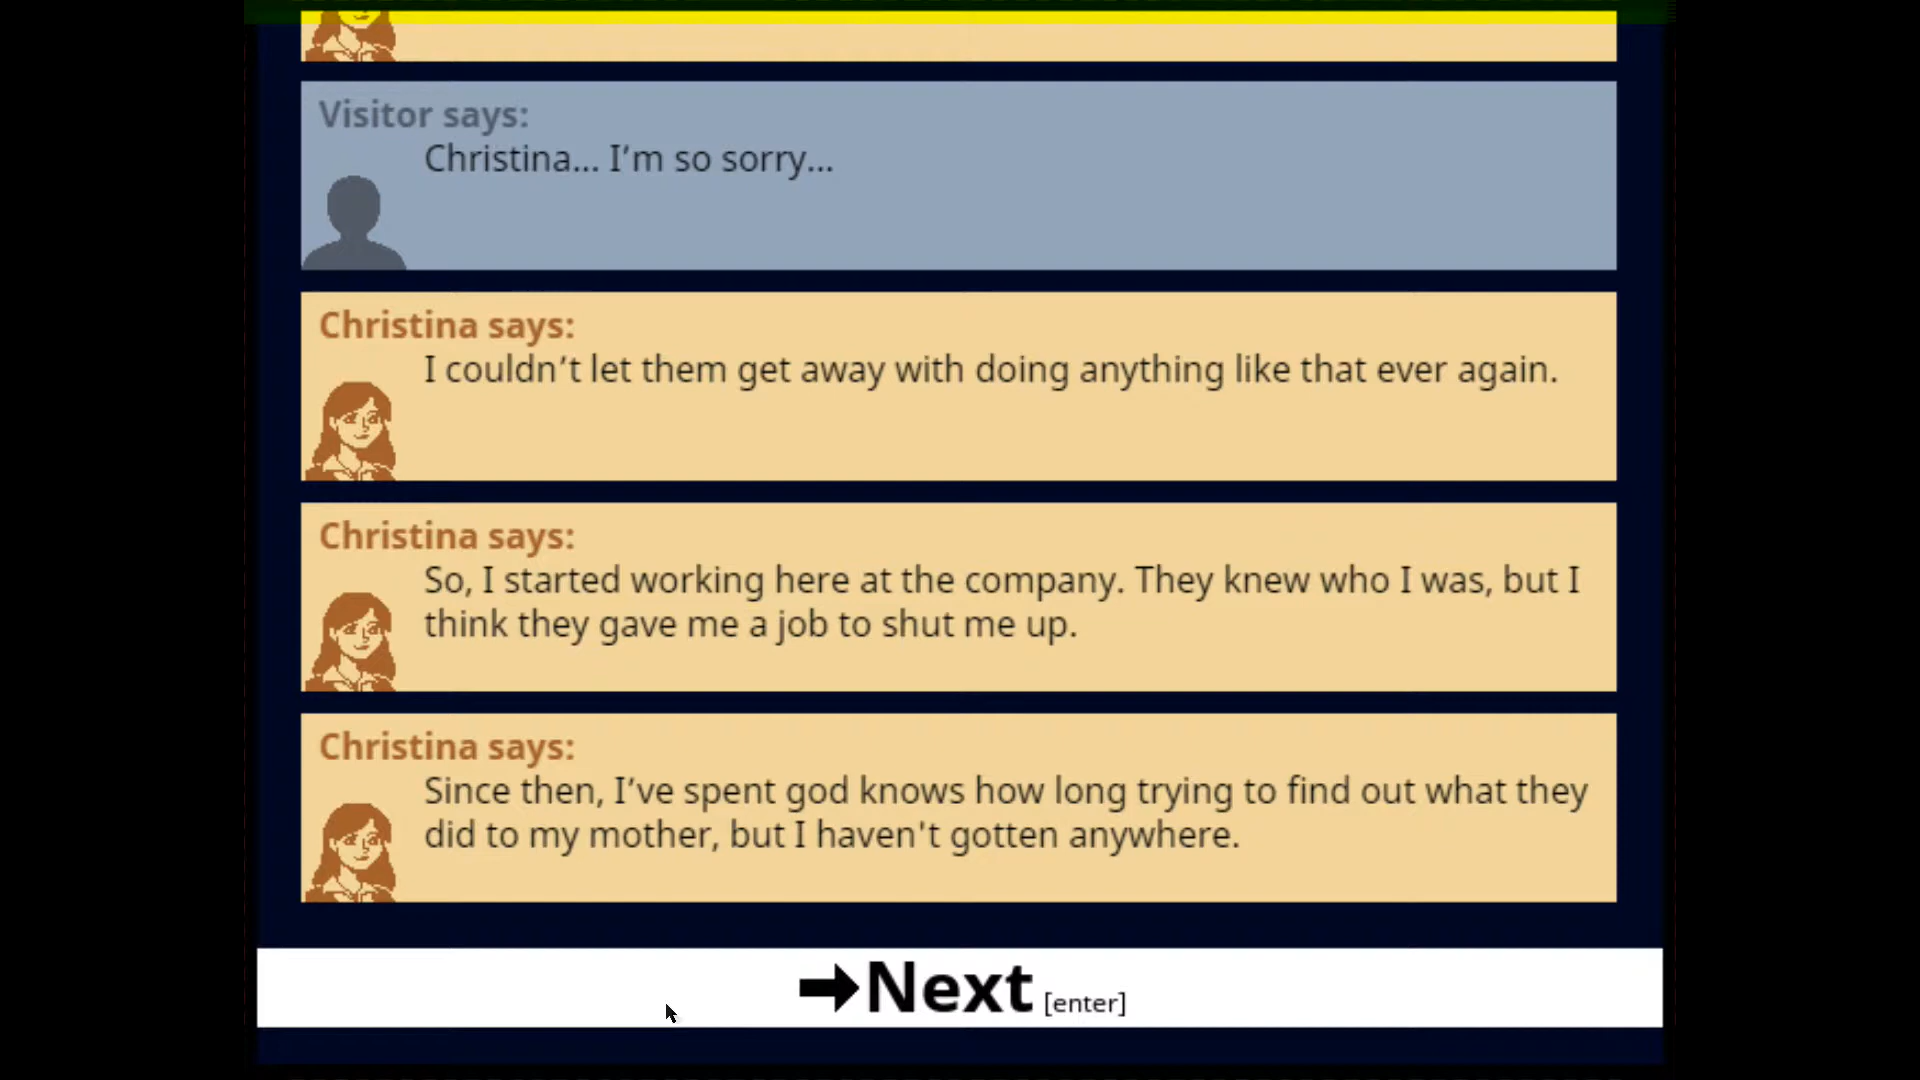 Visitor says:
Christina... I’m so sorry...
Christina says:
I couldn’t let them get away with doing anything like that ever again.
Christina says:
So, I started working here at the company. They knew who I was, but I
think they gave me a job to shut me up.
Christina says:
Since then, I’ve spent god knows how long trying to find out what they
did to my mother, but I haven't gotten anywhere.
➡Next [enter]